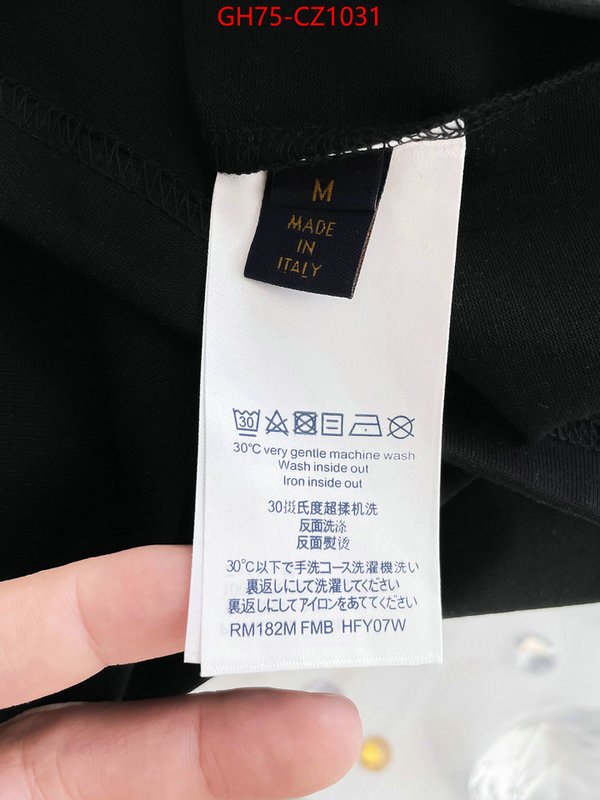 GH75-CZ1031
M
MADE
IN
ITALY
30
30°C very gentle machine wash
Wash inside out
Iron inside out
30摄氏度超揉机洗
反面洗涤
反面熨烫
30°C以下で手洗コース洗濯機洗い
裏返しにして洗濯してください
裏返しにしてアイロンをあててください
RM182M FMB HFY07W